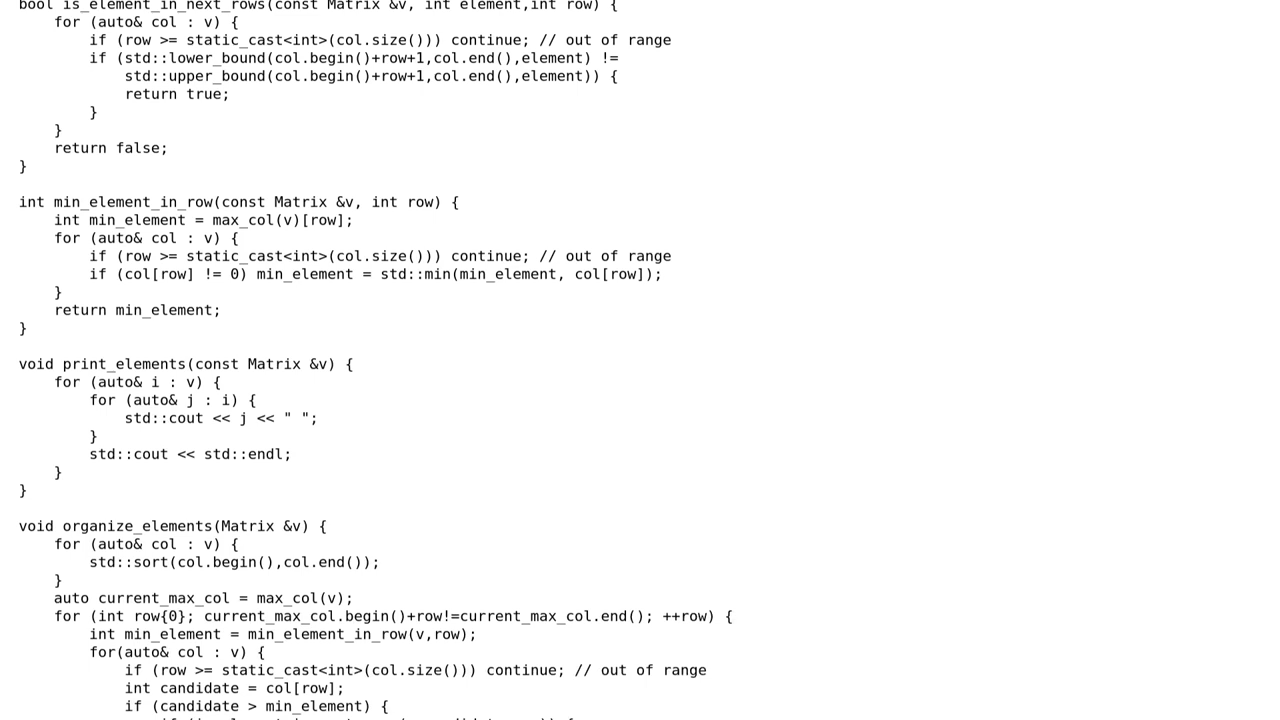 bool is_element_in_next_rows(const Matrix &v, int element,int row) {
    for (auto& col : v) {
        if (row >= static_cast<int>(col.size())) continue; // out of range
        if (std::lower_bound(col.begin()+row+1,col.end(),element) !=
            std::upper_bound(col.begin()+row+1,col.end(),element)) {
            return true;
        }
    }
    return false;
}

int min_element_in_row(const Matrix &v, int row) {
    int min_element = max_col(v)[row];
    for (auto& col : v) {
        if (row >= static_cast<int>(col.size())) continue; // out of range
        if (col[row] != 0) min_element = std::min(min_element, col[row]);
    }
    return min_element;
}

void print_elements(const Matrix &v) {
    for (auto& i : v) {
        for (auto& j : i) {
            std::cout << j << " ";
        }
        std::cout << std::endl;
    }
}

void organize_elements(Matrix &v) {
    for (auto& col : v) {
        std::sort(col.begin(),col.end());
    }
    auto current_max_col = max_col(v);
    for (int row{0}; current_max_col.begin()+row!=current_max_col.end(); ++row) {
        int min_element = min_element_in_row(v,row);
        for(auto& col : v) {
            if (row >= static_cast<int>(col.size())) continue; // out of range
            int candidate = col[row];
            if (candidate > min_element) {